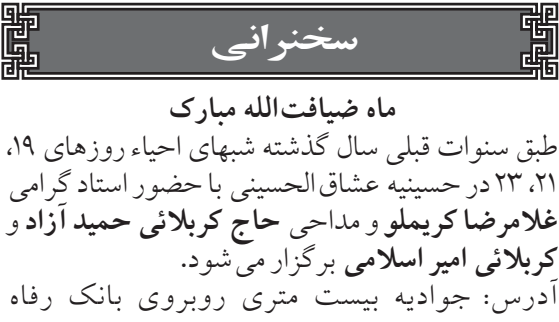 سخنرانی
ماه ضیافت‌الله مبارک
طبق سنوات قبلی سال گذشته شبهای احیاء روزهای ۱۹،
۲۱، ۲۳ در حسینیه عشاق‌الحسینی با حضور استاد گرامی
غلامرضا کریملو و مداحی حاج کربلائی حمید آزاد و
کربلائی امیر اسلامی برگزار می‌شود.
آدرس: جوادیه بیست متری روبروی بانک رفاه